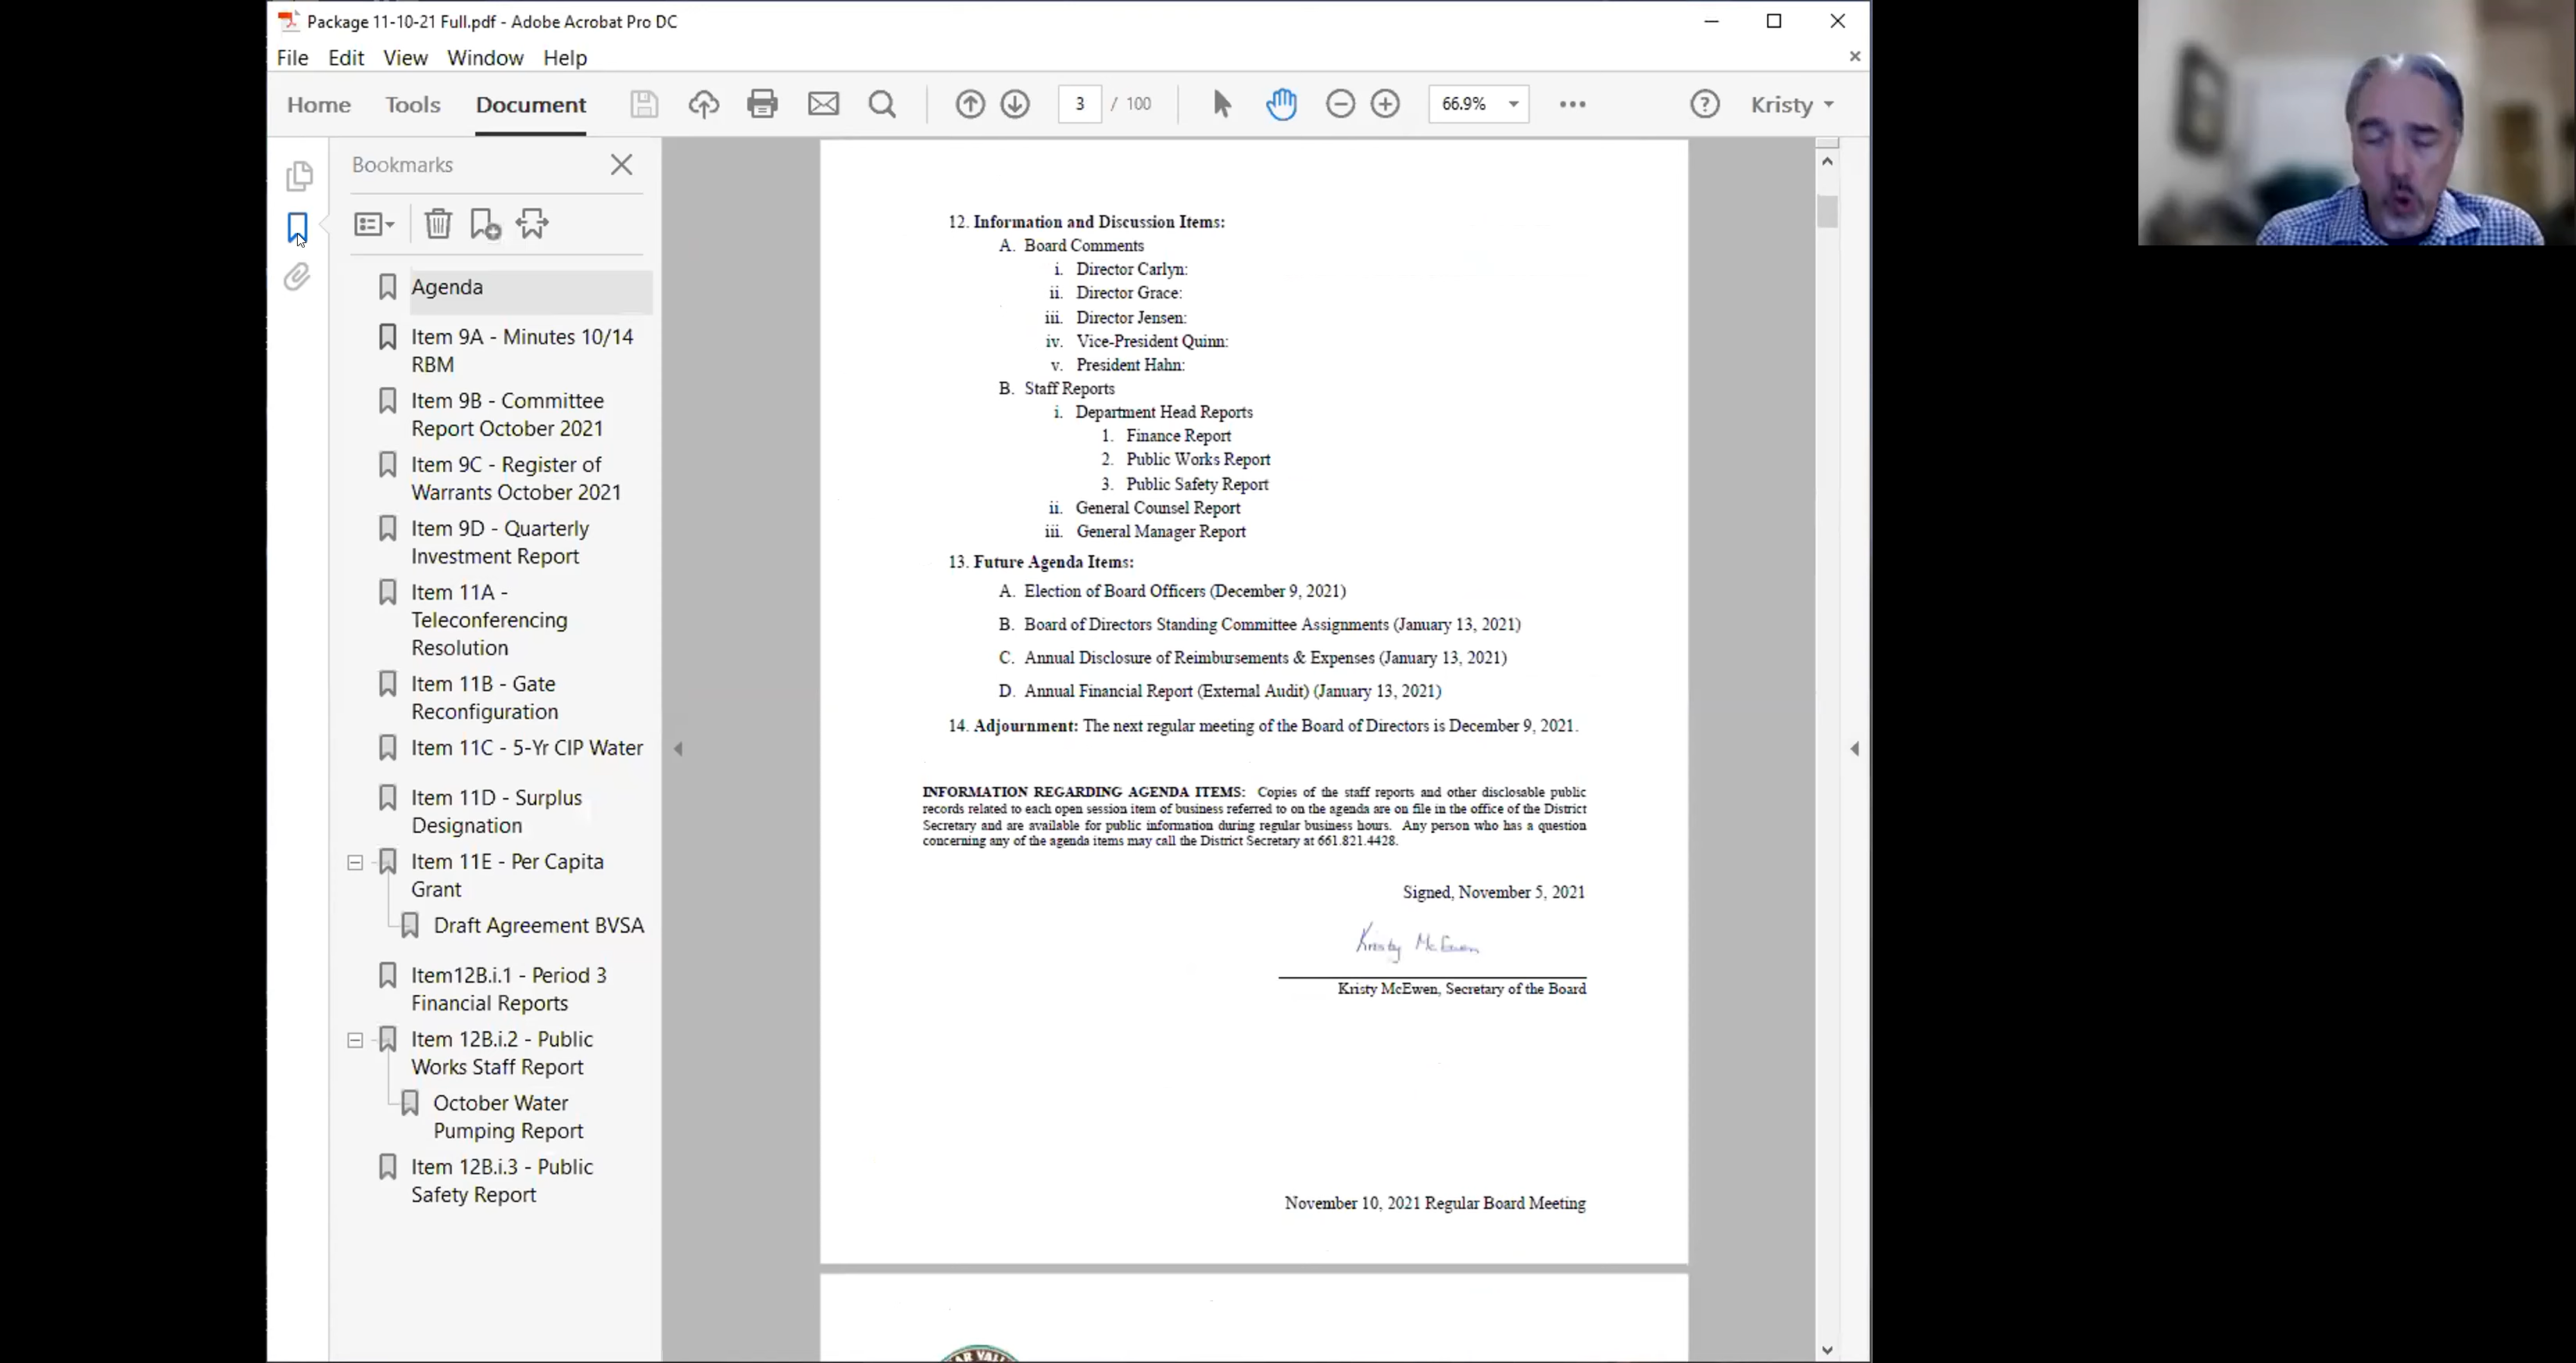 Package 11-10-21 Full.pdf - Adobe Acrobat Pro DC
File Edit View Window Help
Home Tools Document 3 / 100 66.9% Kristy
Bookmarks
Agenda
Item 9A - Minutes 10/14
RBM
Item 9B - Committee
Report October 2021
Item 9C - Register of
Warrants October 2021
Item 9D - Quarterly
Investment Report
Item 11A -
Teleconferencing
Resolution
Item 11B - Gate
Reconfiguration
Item 11C - 5-Yr CIP Water
Item 11D - Surplus
Designation
Item 11E - Per Capita
Grant
Draft Agreement BVSA
Item12B.i.1 - Period 3
Financial Reports
Item 12B.i.2 - Public
Works Staff Report
October Water
Pumping Report
Item 12B.i.3 - Public
Safety Report
12. Information and Discussion Items:
A. Board Comments
i. Director Carlyn:
ii. Director Grace:
iii. Director Jensen:
iv. Vice-President Quinn:
v. President Hahn:
B. Staff Reports
i. Department Head Reports
1. Finance Report
2. Public Works Report
3. Public Safety Report
ii. General Counsel Report
iii. General Manager Report
13. Future Agenda Items:
A. Election of Board Officers (December 9, 2021)
B. Board of Directors Standing Committee Assignments (January 13, 2021)
C. Annual Disclosure of Reimbursements & Expenses (January 13, 2021)
D. Annual Financial Report (External Audit) (January 13, 2021)
14. Adjournment: The next regular meeting of the Board of Directors is December 9, 2021.
INFORMATION REGARDING AGENDA ITEMS: Copies of the staff reports and other disclosable public
records related to each open session item of business referred to on the agenda are on file in the office of the District
Secretary and are available for public information during regular business hours. Any person who has a question
concerning any of the agenda items may call the District Secretary at 661.821.4428.
Signed, November 5, 2021
Kristy McEwen
Kristy McEwen, Secretary of the Board
November 10, 2021 Regular Board Meeting